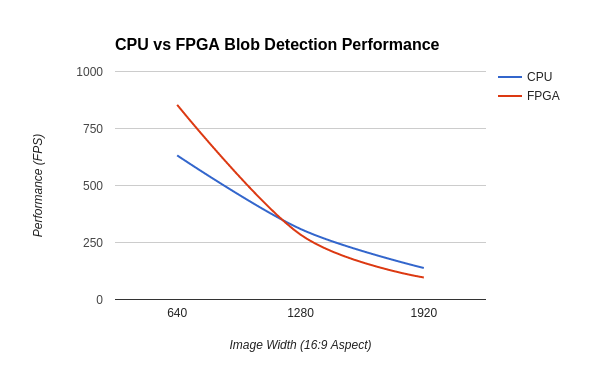 CPU vs FPGA Blob Detection Performance
1000
750
500
250
0
Performance (FPS)
640
1280
1920
Image Width (16:9 Aspect)
CPU
FPGA